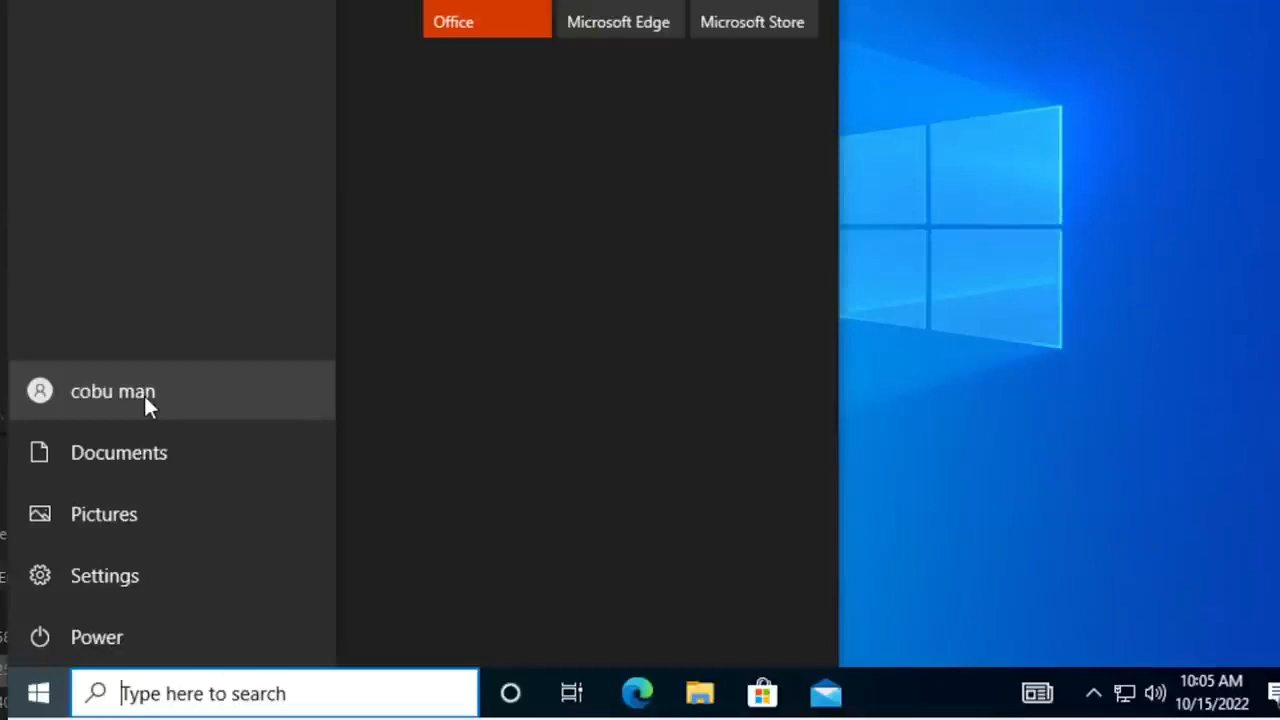 Office
Microsoft Edge
Microsoft Store
cobu man
Documents
Pictures
Settings
Power
Type here to search
10:05 AM
10/15/2022